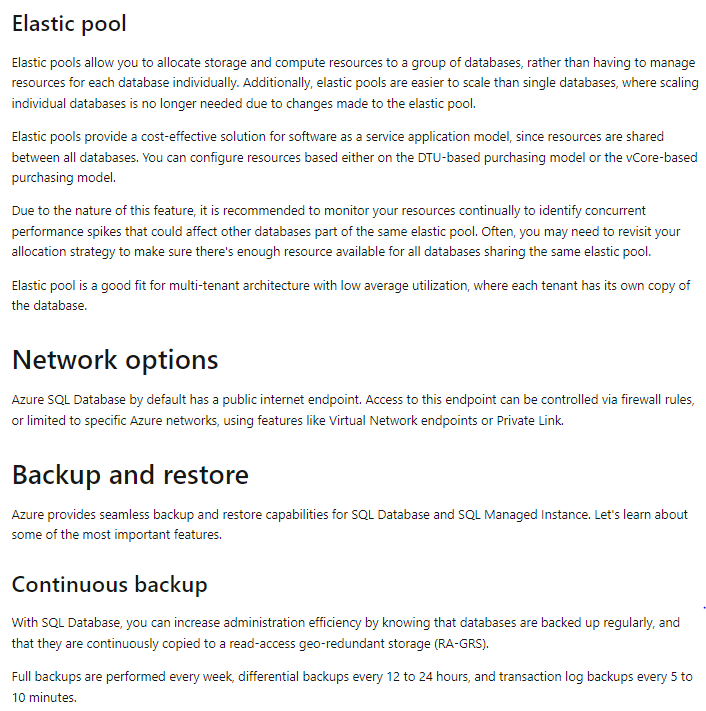 Elastic pool
Elastic pools allow you to allocate storage and compute resources to a group of databases, rather than having to manage
resources for each database individually. Additionally, elastic pools are easier to scale than single databases, where scaling
individual databases is no longer needed due to changes made to the elastic pool.
Elastic pools provide a cost-effective solution for software as a service application model, since resources are shared
between all databases. You can configure resources based either on the DTU-based purchasing model or the vCore-based
purchasing model.
Due to the nature of this feature, it is recommended to monitor your resources continually to identify concurrent
performance spikes that could affect other databases part of the same elastic pool. Often, you may need to revisit your
allocation strategy to make sure there's enough resource available for all databases sharing the same elastic pool.
Elastic pool is a good fit for multi-tenant architecture with low average utilization, where each tenant has its own copy of
the database.
Network options
Azure SQL Database by default has a public internet endpoint. Access to this endpoint can be controlled via firewall rules,
or limited to specific Azure networks, using features like Virtual Network endpoints or Private Link.
Backup and restore
Azure provides seamless backup and restore capabilities for SQL Database and SQL Managed Instance. Let's learn about
some of the most important features.
Continuous backup
With SQL Database, you can increase administration efficiency by knowing that databases are backed up regularly, and
that they are continuously copied to a read-access geo-redundant storage (RA-GRS).
Full backups are performed every week, differential backups every 12 to 24 hours, and transaction log backups every 5 to
10 minutes.